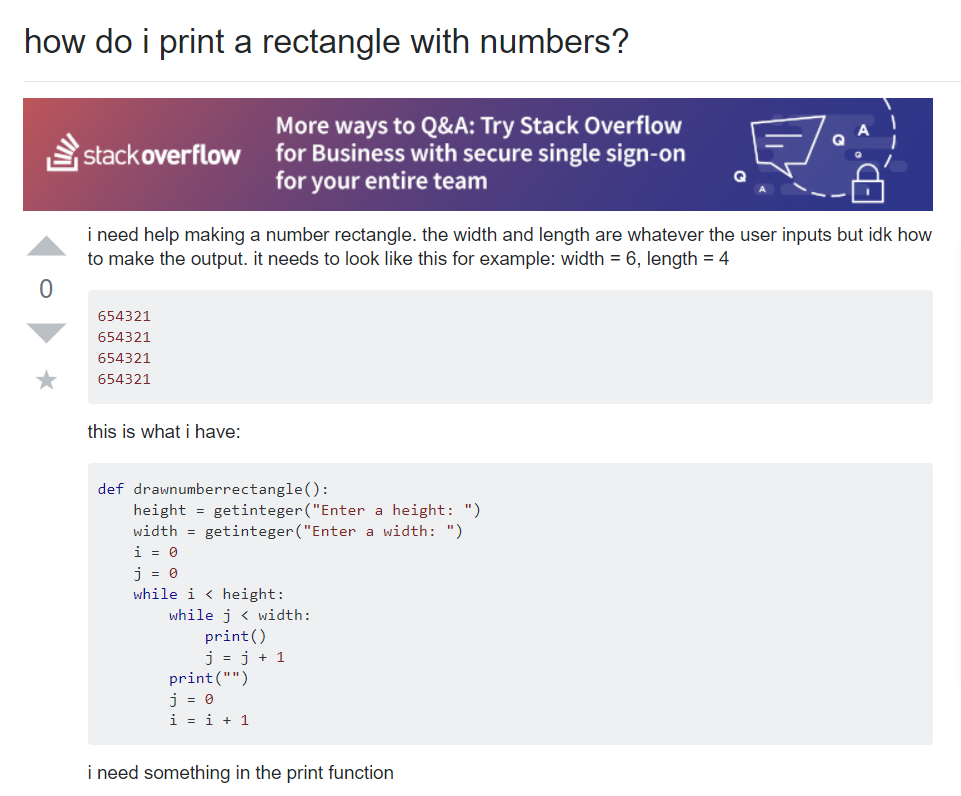 how do i print a rectangle with numbers?
stackoverflow
More ways to Q&A: Try Stack Overflow
for Business with secure single sign-on
for your entire team
Q
A
Q
A
i need help making a number rectangle. the width and length are whatever the user inputs but idk how
to make the output. it needs to look like this for example: width = 6, length = 4
0
654321
654321
654321
654321
this is what i have:
def drawnumberrectangle():
    height = getinteger("Enter a height: ")
    width = getinteger("Enter a width: ")
    i = 0
    j = 0
    while i < height:
        while j < width:
            print()
            j = j + 1
        print("")
        j = 0
        i = i + 1
i need something in the print function